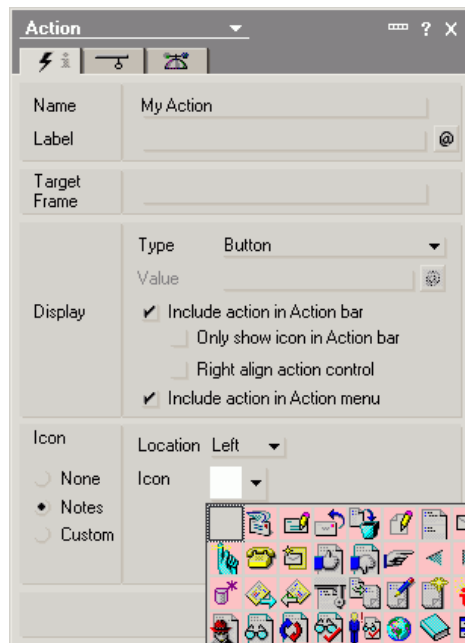 Action
? X
i
Name My Action
Label @
Target
Frame
Type Button
Value @
Display Include action in Action bar
Only show icon in Action bar
Right align action control
Include action in Action menu
Icon Location Left
None Icon
Notes
Custom